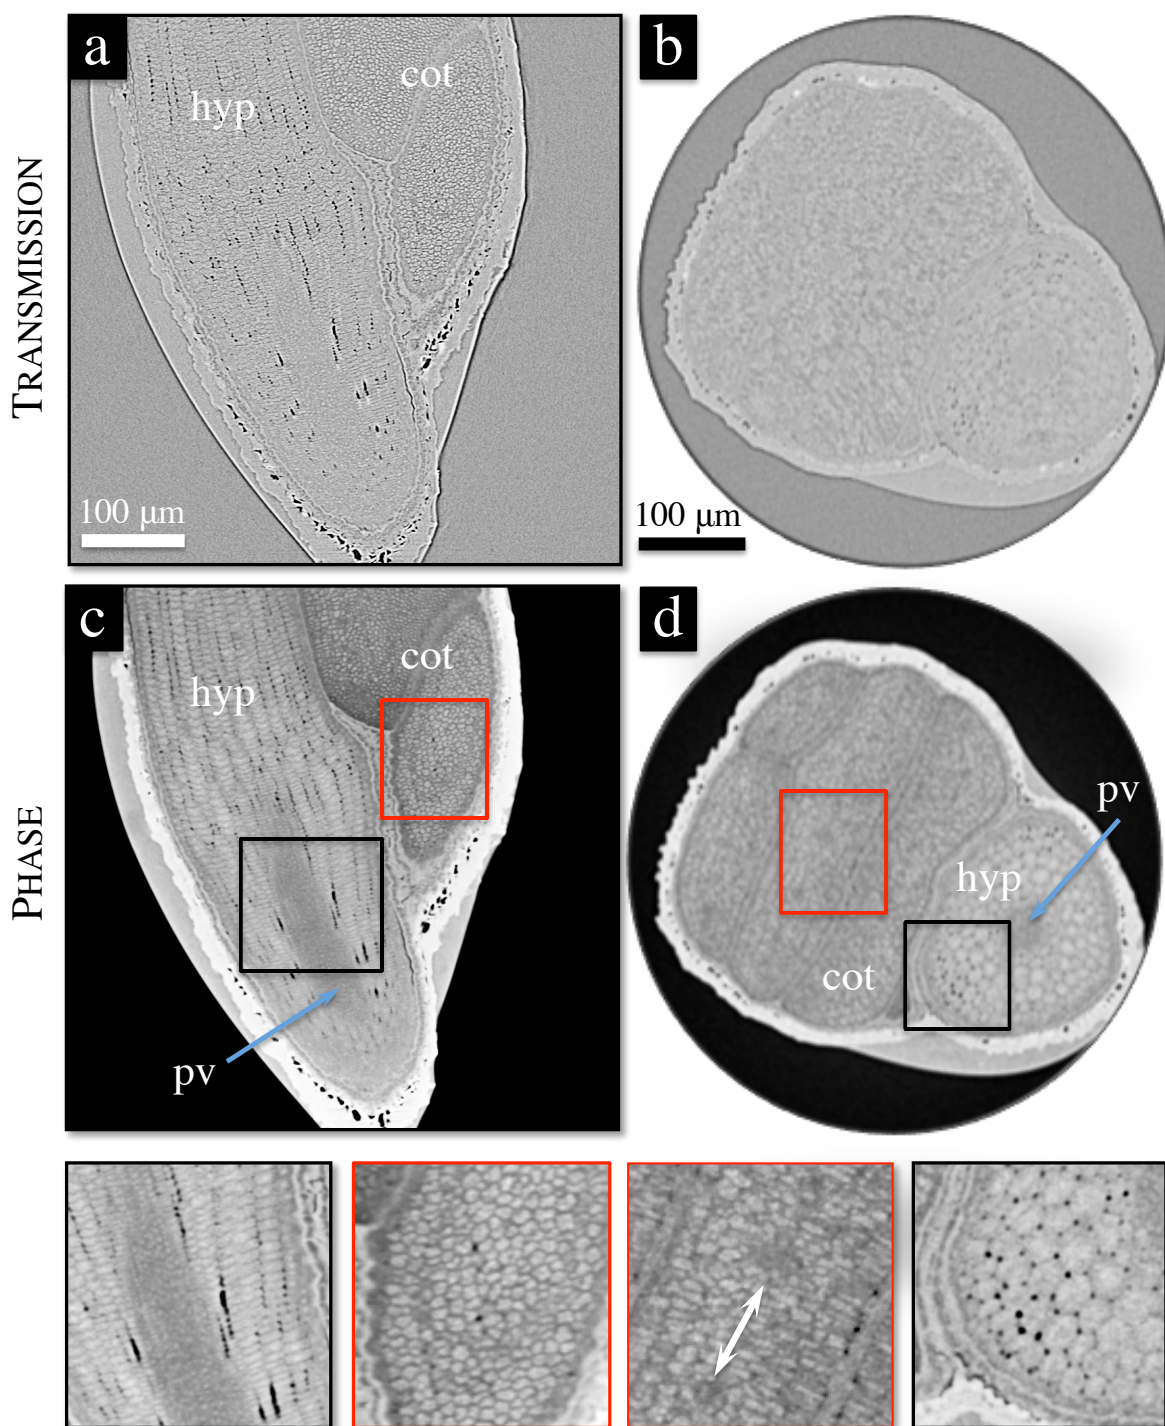 TRANSMISSION
a
hyp
cot
100 μm
b
100 μm
PHASE
c
hyp
cot
pv
d
pv
hyp
cot